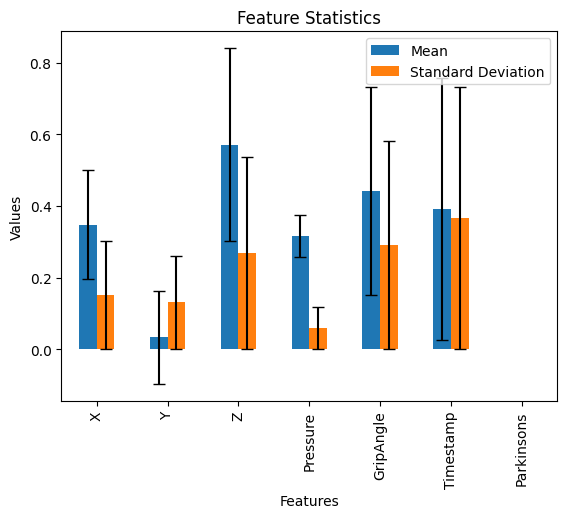 Feature Statistics
Mean
Standard Deviation
Values
0.8
0.6
0.4
0.2
0.0
X
Y
Z
Pressure
GripAngle
Timestamp
Parkinsons
Features